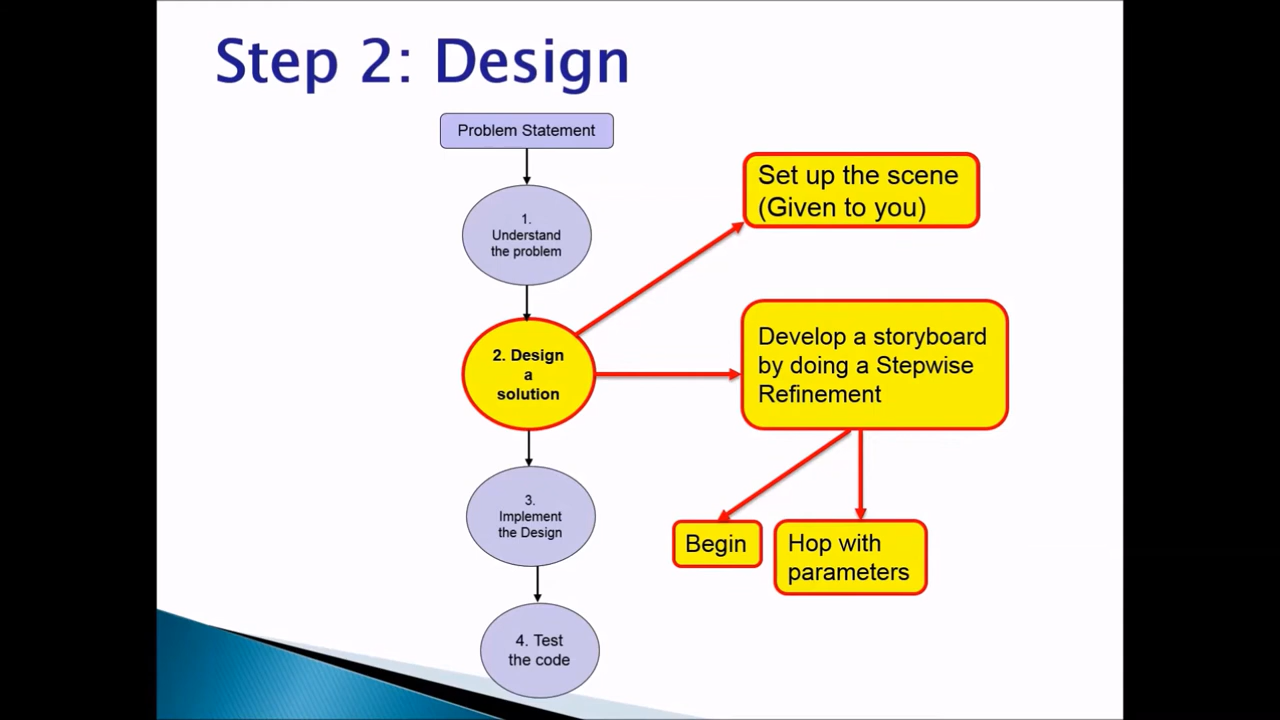 Step 2: Design
Problem Statement
1.
Understand
the problem
2. Design
a
solution
3.
Implement
the Design
4. Test
the code
Set up the scene
(Given to you)
Develop a storyboard
by doing a Stepwise
Refinement
Begin
Hop with
parameters